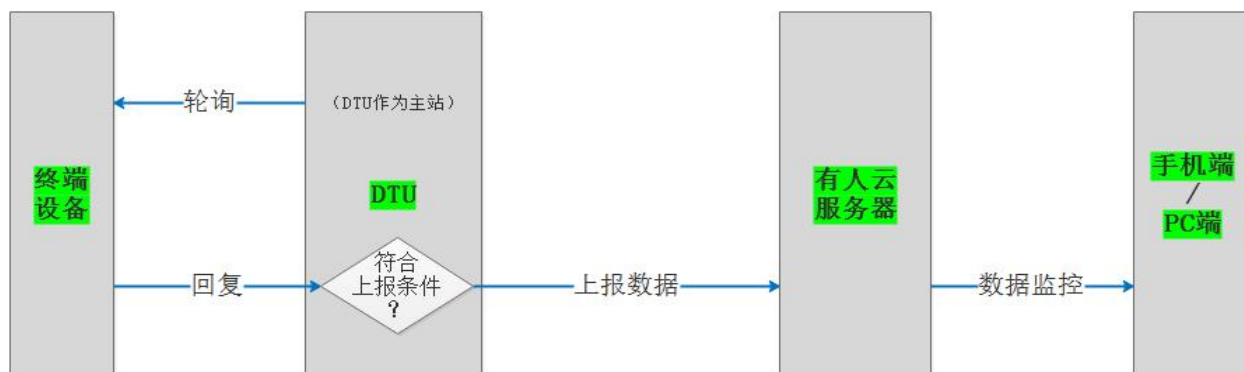 轮询
(DTU作为主站)
终端
设备
DTU
有人云
服务器
手机端
/
PC端
回复
符合
上报条件
?
上报数据
数据监控